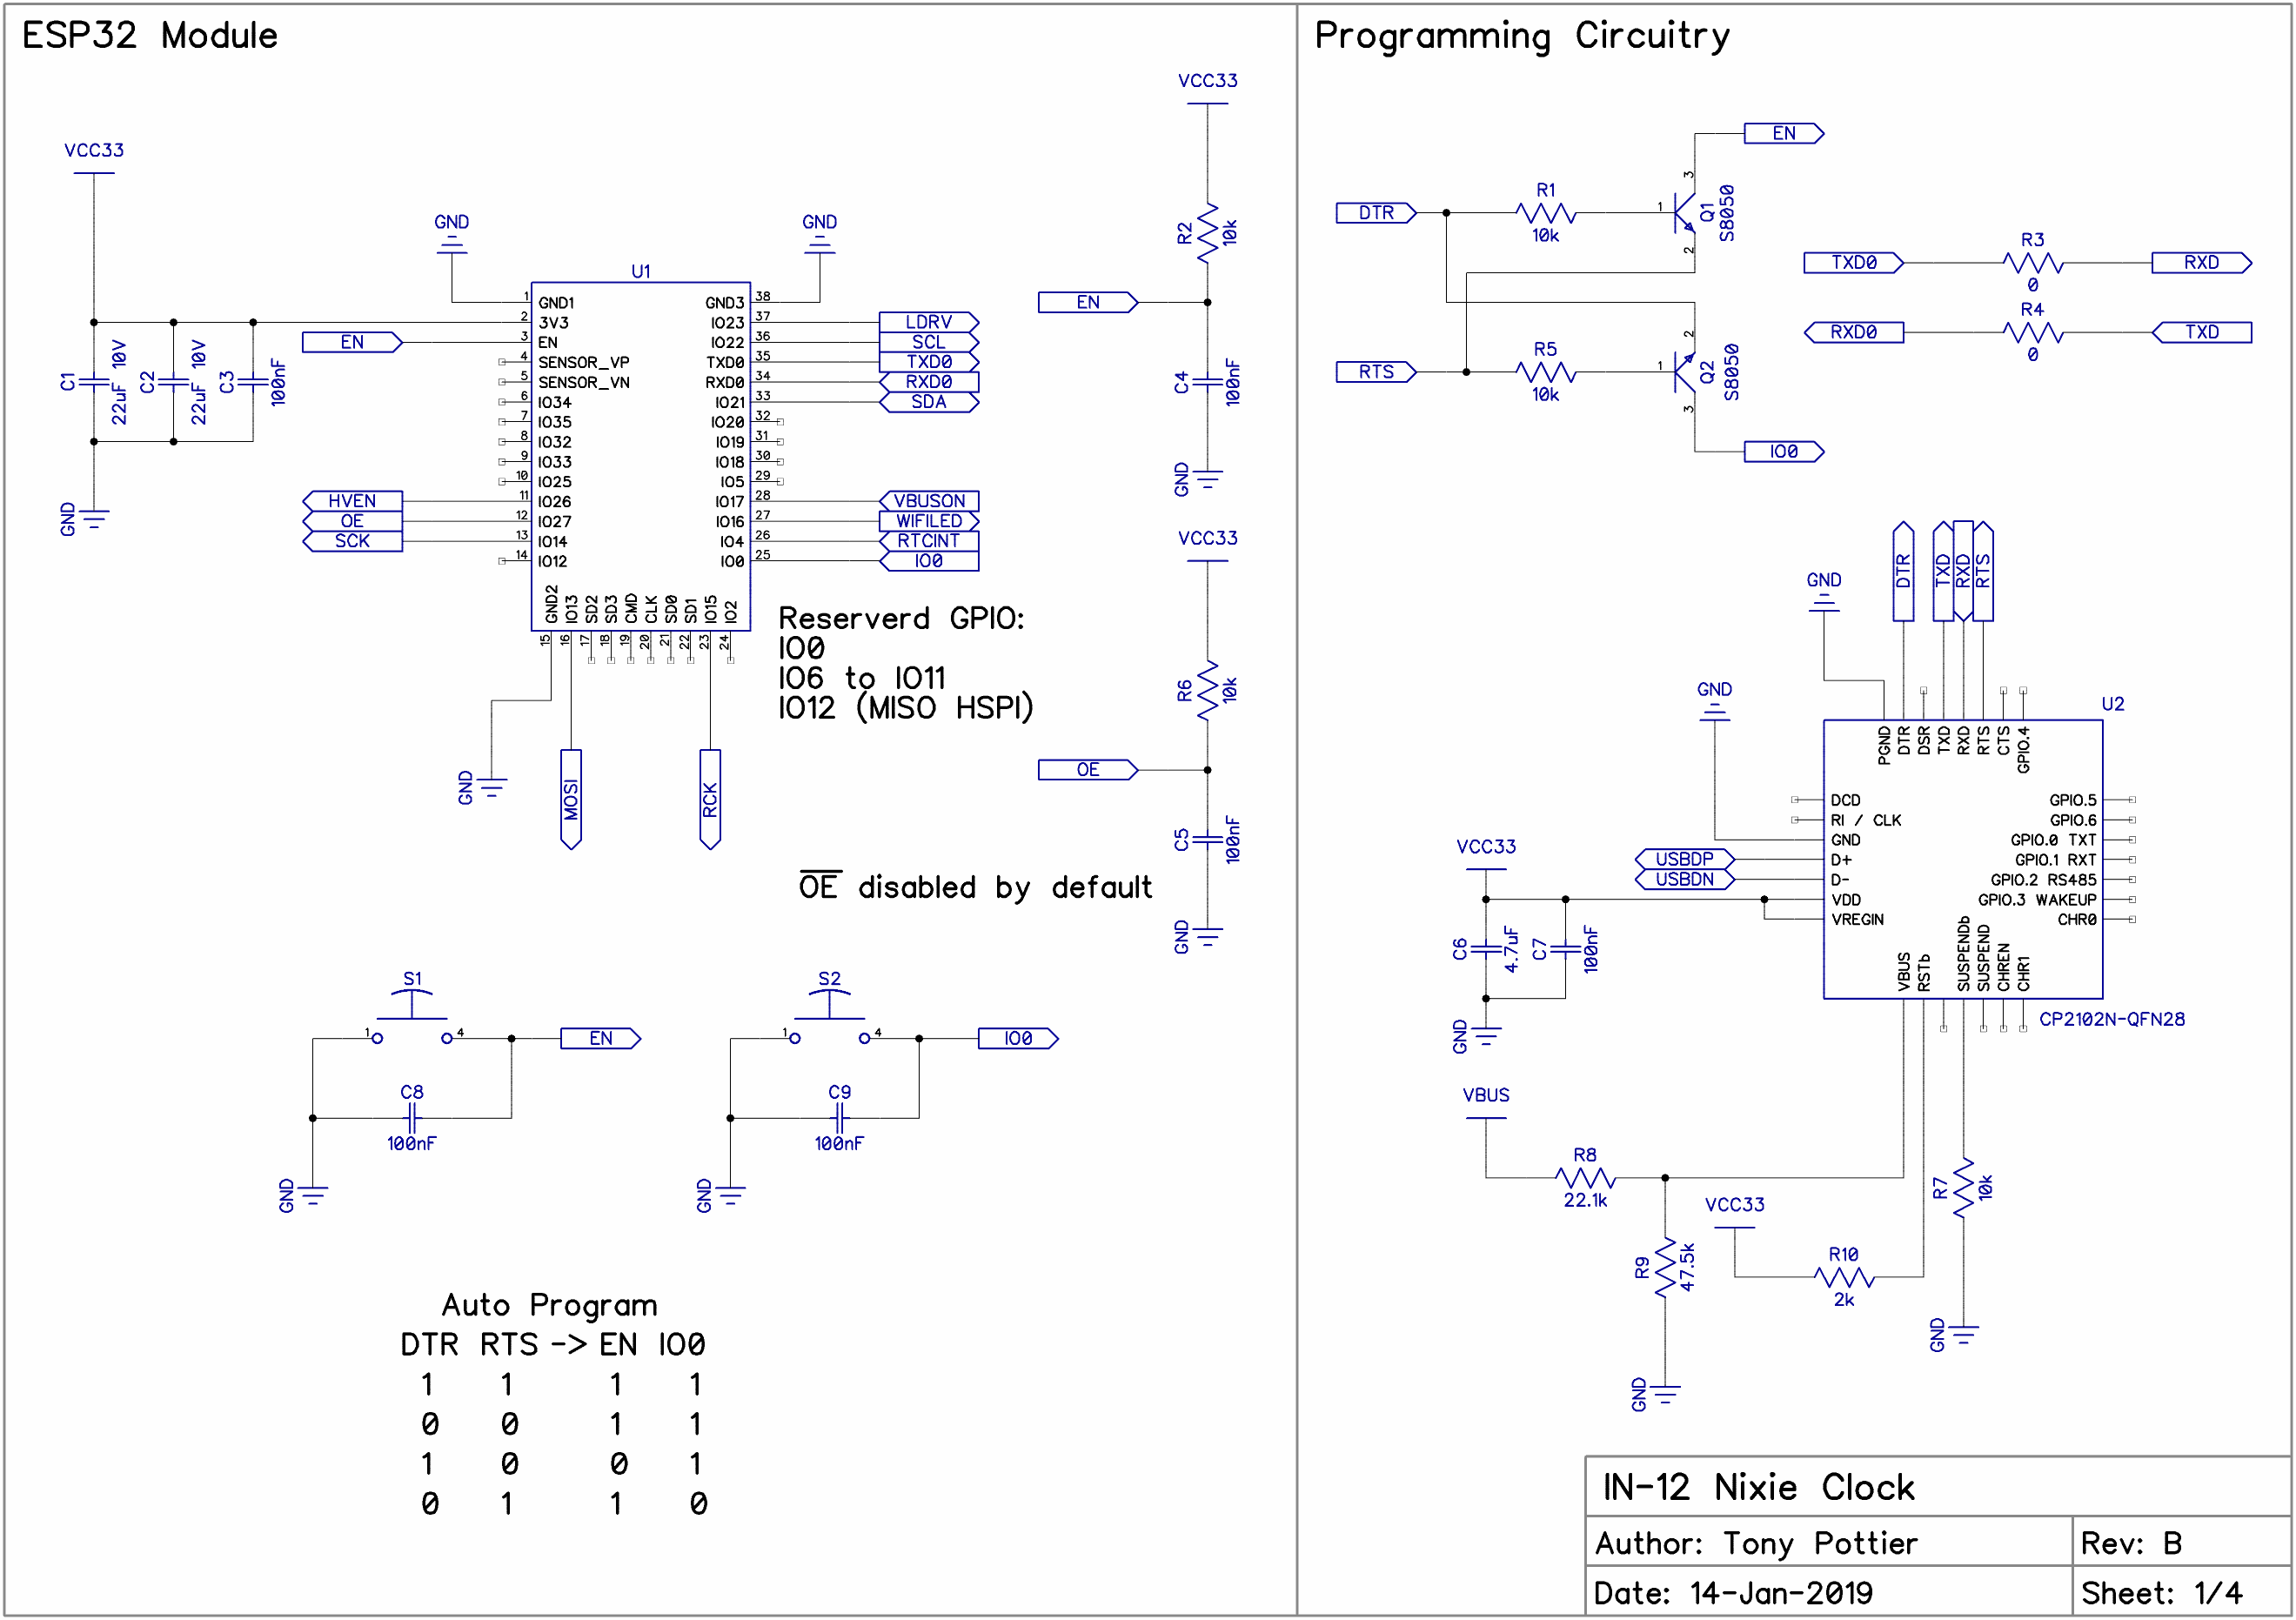 ESP32 Module
VCC33
C1
22uF 10V
C2
22uF 10V
C3
100nF
GND
GND
GND
U1
EN
1 GND1
2 3V3
3 EN
4 SENSOR_VP
5 SENSOR_VN
6 IO34
7 IO35
8 IO32
9 IO33
10 IO25
11 IO26
12 IO27
13 IO14
14 IO12
HVEN
OE
SCK
GND3 38
IO23 37
IO22 36
TXD0 35
RXD0 34
IO21 33
IO20 32
IO19 31
IO18 30
IO5 29
IO17 28
IO16 27
IO4 26
IO0 25
LDRV
SCL
TXD0
RXD0
SDA
VBUSON
WIFILED
RTCINT
IO0
GND2 15
IO13 16
SD2 17
SD3 18
CMD 19
CLK 20
SD0 21
SD1 22
IO15 23
IO2 24
GND
MOSI
RCK
Reserverd GPIO:
IO0
IO6 to IO11
IO12 (MISO HSPI)
VCC33
R2
10k
EN
C4
100nF
GND
VCC33
R6
10k
OE
C5
100nF
GND
OE disabled by default
S1
1 4
EN
C8
100nF
GND
S2
1 4
IO0
C9
100nF
GND
Auto Program
DTR RTS -> EN IO0
1 1 1 1
0 0 1 1
1 0 0 1
0 1 1 0
Programming Circuitry
EN
DTR
R1
10k
1
3
2
Q1
S8050
RTS
R5
10k
1
2
3
Q2
S8050
IO0
TXD0
R3
0
RXD
RXD0
R4
0
TXD
DTR
TXD
RXD
RTS
GND
GND
U2
PGND
DTR
DSR
TXD
RXD
RTS
CTS
GPIO.4
DCD
RI / CLK
GND
D+
D-
VDD
VREGIN
GPIO.5
GPIO.6
GPIO.0 TXT
GPIO.1 RXT
GPIO.2 RS485
GPIO.3 WAKEUP
CHR0
VBUS
RSTb
SUSPENDb
SUSPEND
CHREN
CHR1
CP2102N-QFN28
USBDP
USBDN
VCC33
C6
4.7uF
C7
100nF
GND
VBUS
R8
22.1k
R9
47.5k
GND
VCC33
R10
2k
R7
10k
GND
IN-12 Nixie Clock
Author: Tony Pottier
Rev: B
Date: 14-Jan-2019
Sheet: 1/4